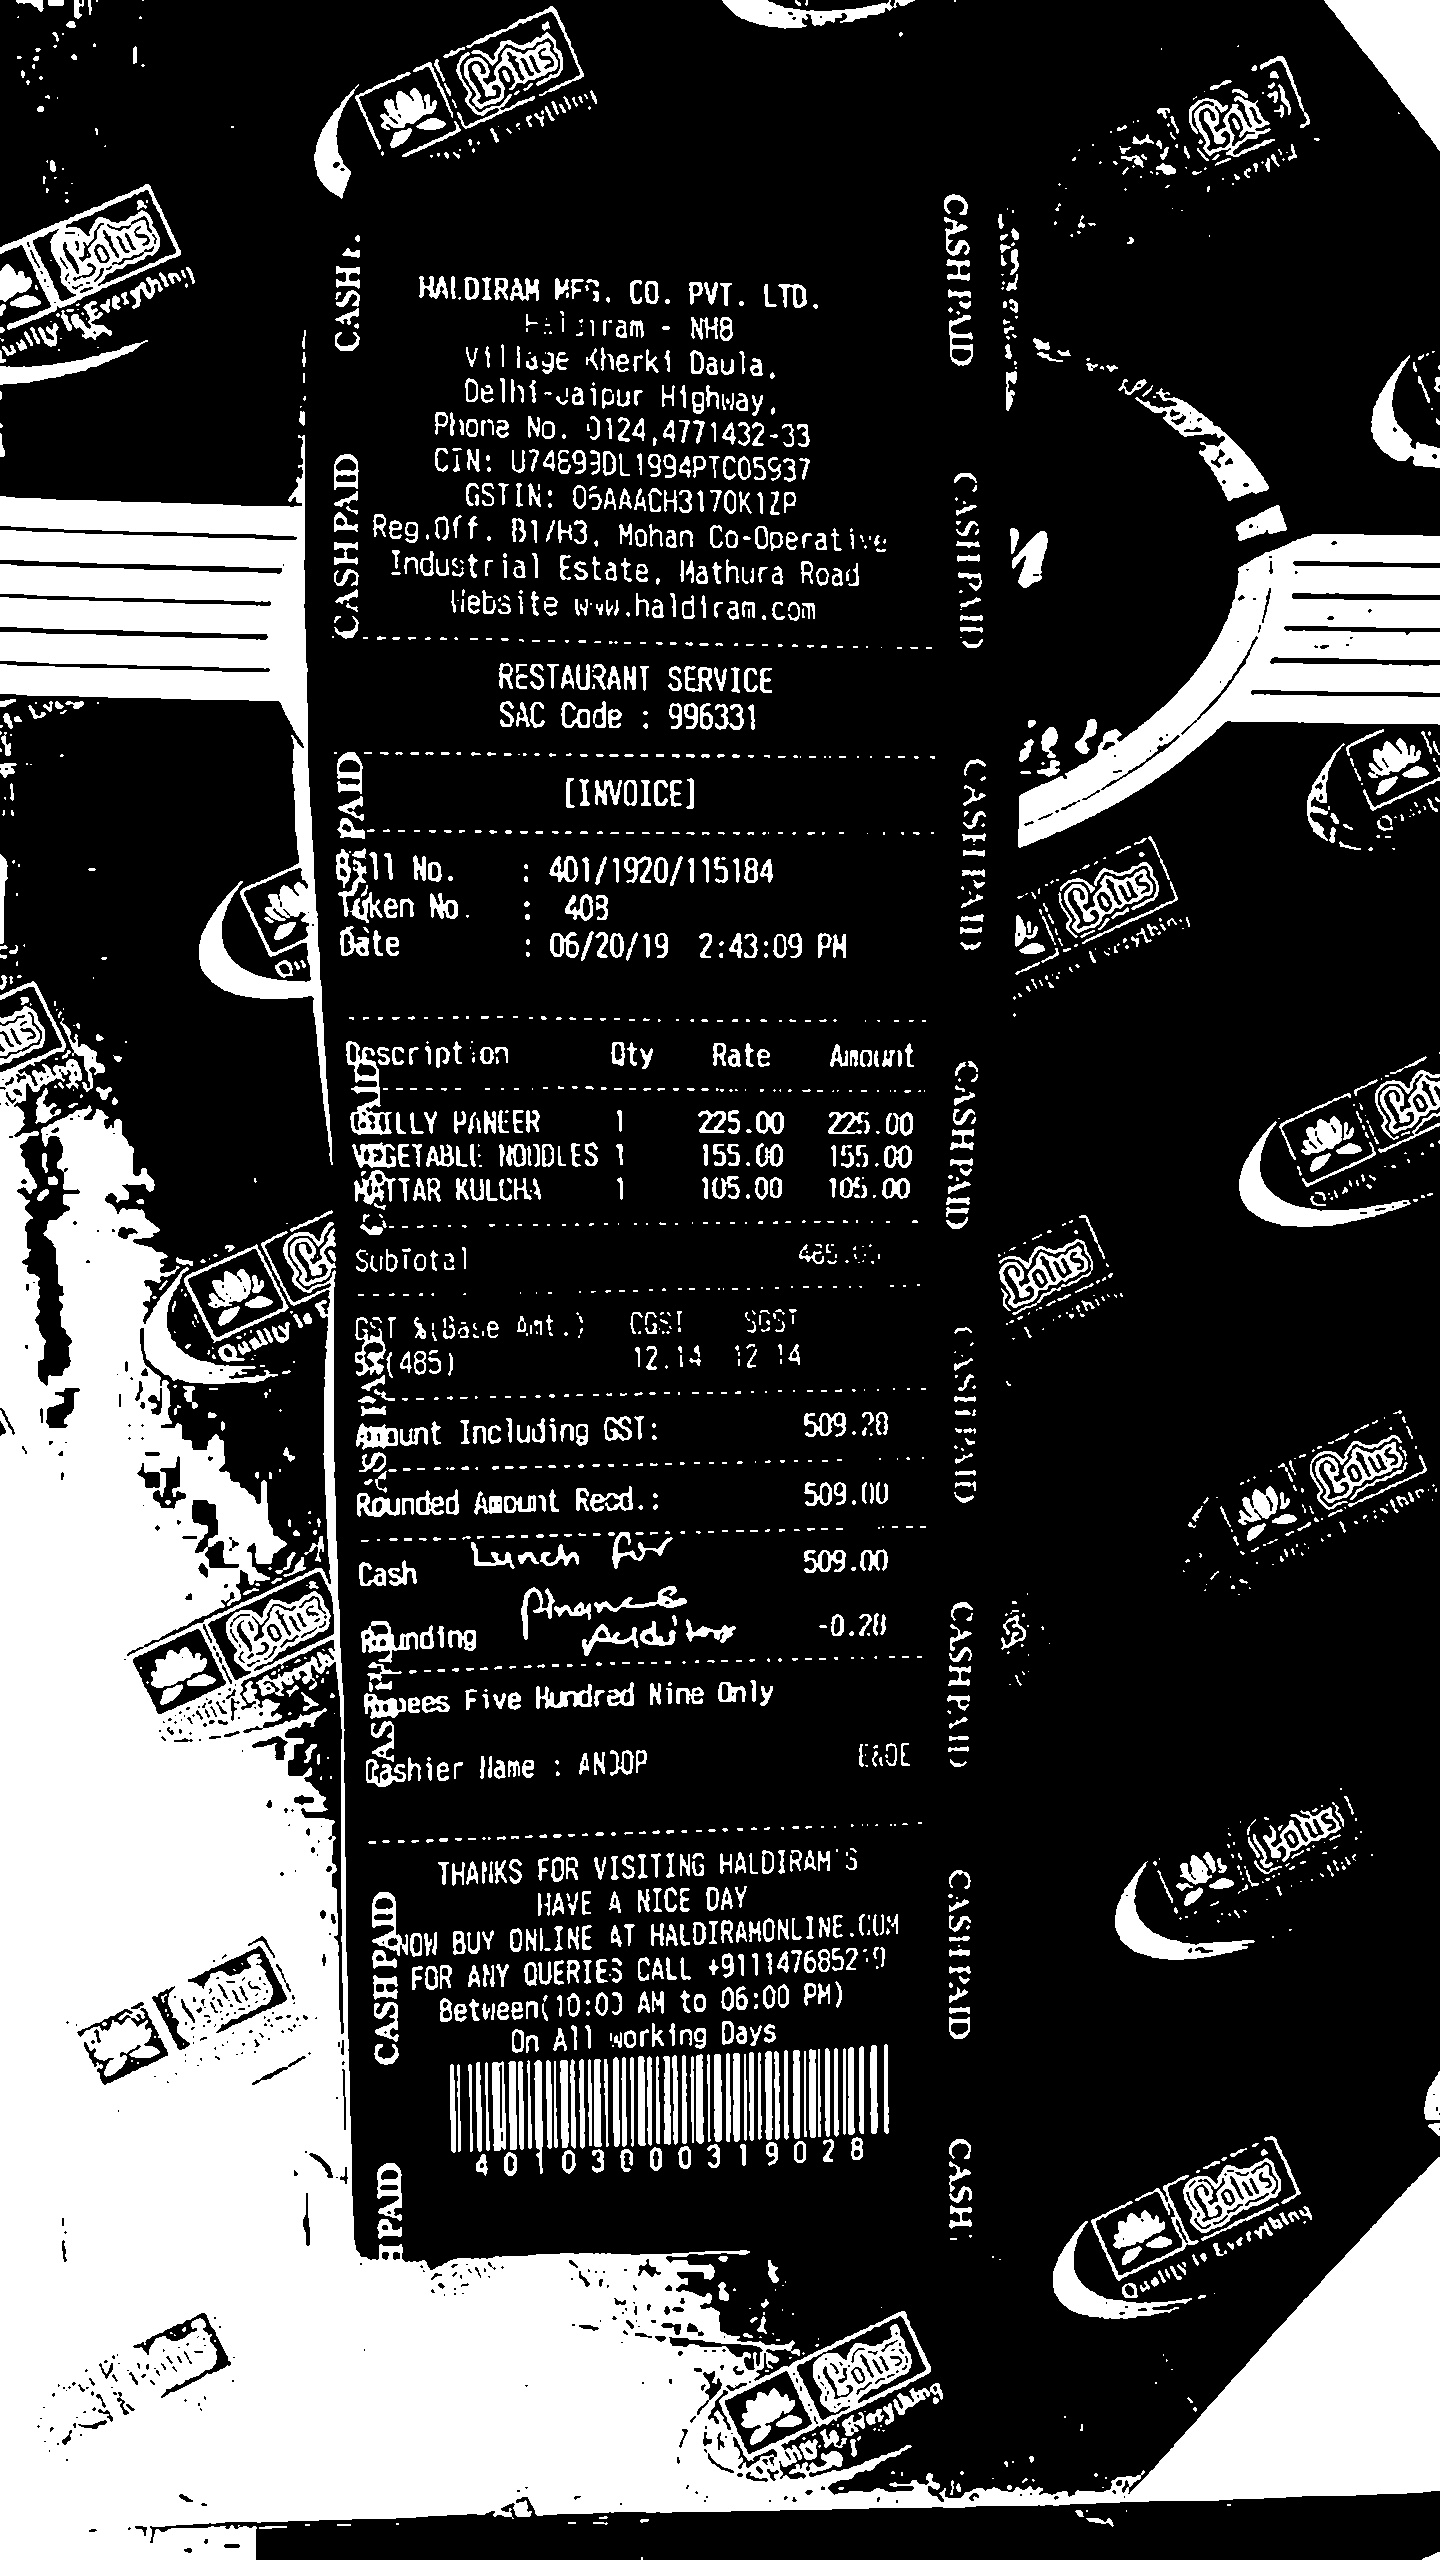 HALDIRAM MFG. CO. PVT. LTD.
Haldiram - NH8
Village Kherki Daula,
Delhi-Jaipur Highway,
Phone No. 0124,4771432-33
CIN:
GSTIN: 06AAACH3170K1ZP
Reg.Off. B1/H3, Mohan Co-Operative
Industrial Estate, Mathura Road
Website www.haldiram.com
RESTAURANT SERVICE
SAC Code : 996331
[INVOICE]
Bill No. : 401/1920/115184
Token No. :
Date : 06/20/19 2:43:09 PM
Description Qty Rate Amount
CHILLY PANEER 1 225.00 225.00
VEGETABLE NOODLES 1 155.00 155.00
MATTAR KULCHA 1 105.00 105.00
SubTotal 485.00
GST %(Base Amt.) CGST SGST
5%(485) 12.14 12.14
Amount Including GST: 509.28
Rounded Amount Recd.: 509.00
Cash 509.00
Lunch for
finance
Auditor
Rounding -0.28
Rupees Five Hundred Nine Only
Cashier Name : ANOOP E&OE
THANKS FOR VISITING HALDIRAM'S
HAVE A NICE DAY
NOW BUY ONLINE AT HALDIRAMONLINE.COM
FOR ANY QUERIES CALL
Between(10:00 AM to 06:00 PM)
On All working Days
40103000319028
CASH PAID
CASH PAID
CASH PAID
CASH PAID
CASH PAID
CASH PAID
CASH PAID
CASH PAID
Lotus
Quality is Everything